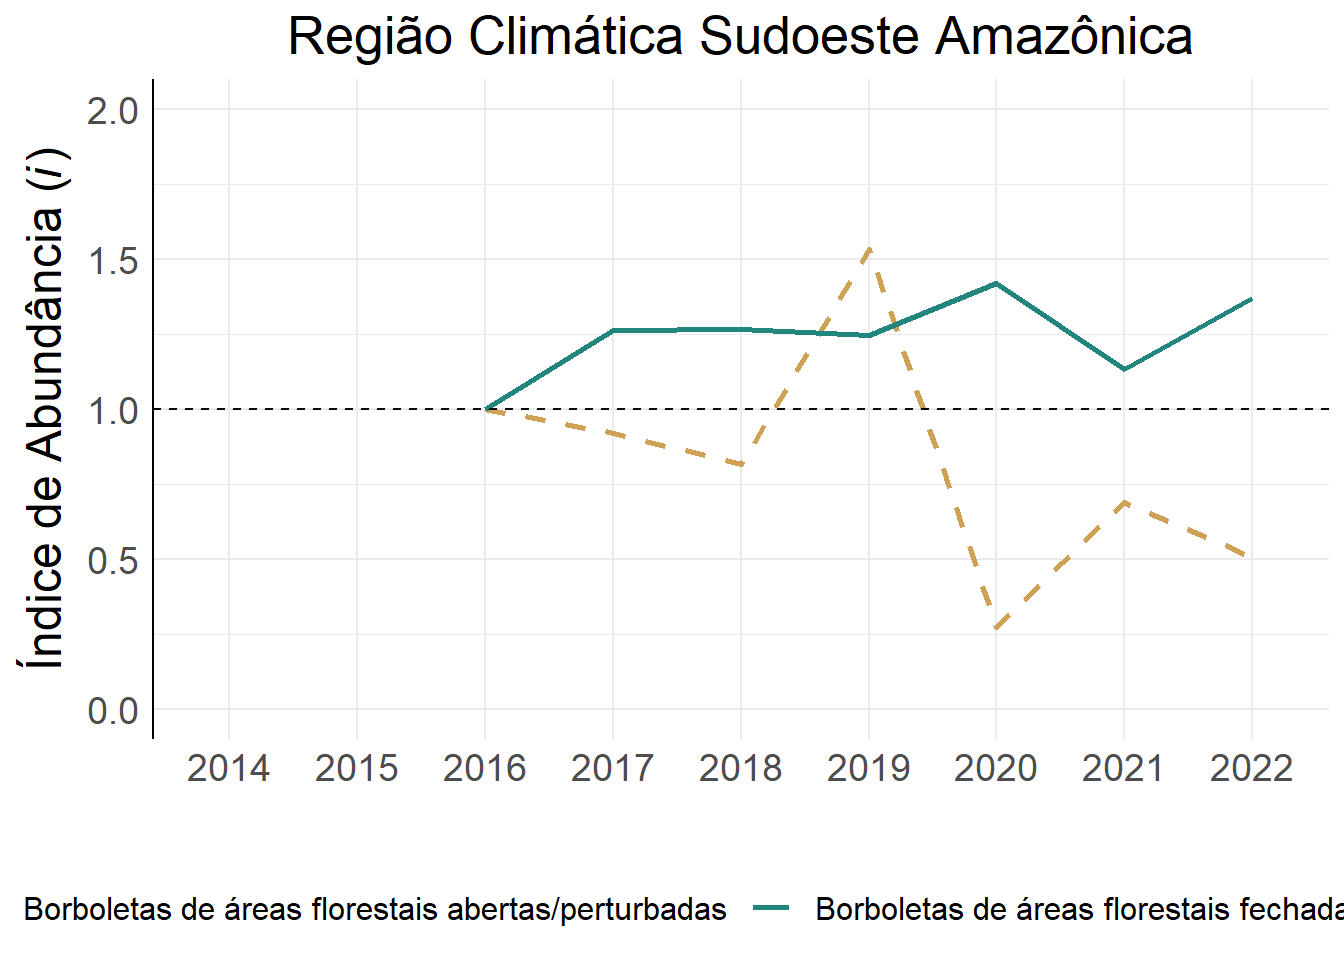 Região Climática Sudoeste Amazônica
Índice de Abundância (i)
2.0
1.5
1.0
0.5
0.0
2014 2015 2016 2017 2018 2019 2020 2021 2022
Borboletas de áreas florestais abertas/perturbadas Borboletas de áreas florestais fechada